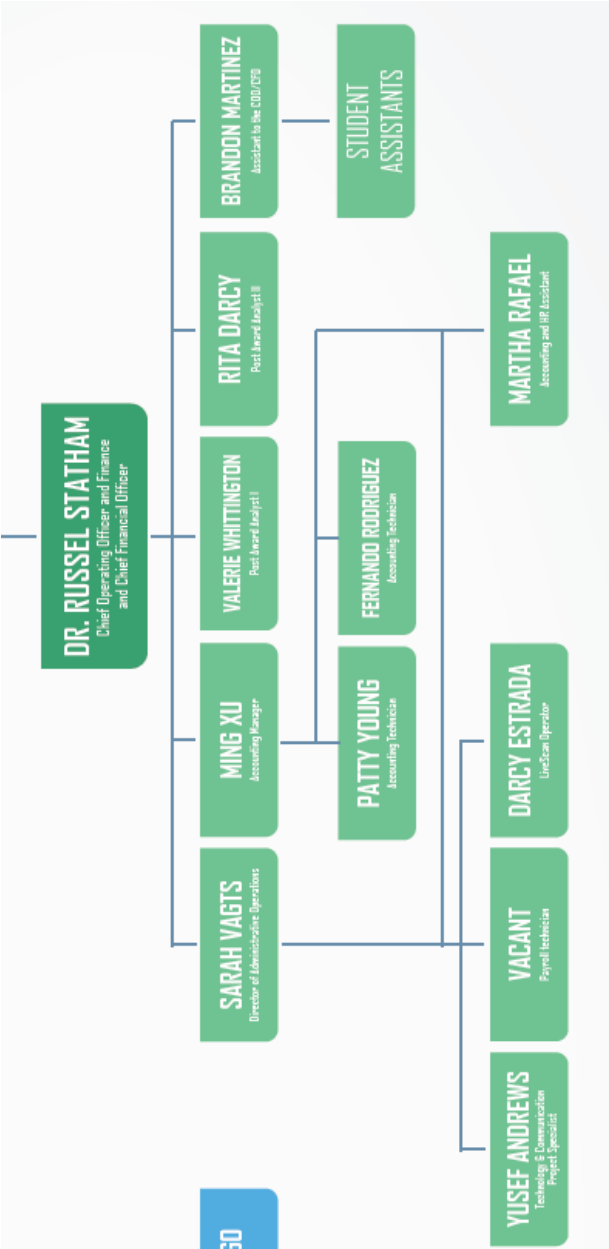 DR. RUSSEL STATHAM
Chief Operating Officer and Finance
and Chief Financial Officer
SARAH VAGTS
Director of Administrative Operations
MING XU
Accounting Manager
VALERIE WHITTINGTON
Post Award Analyst I
RITA DARCY
Post Award Analyst II
BRANDON MARTINEZ
Assistant to the COO/CFO
PATTY YOUNG
Accounting Technician
FERNANDO RODRIGUEZ
Accounting Technician
STUDENT
ASSISTANTS
YUSEF ANDREWS
Technology & Communication
Project Specialist
VACANT
Payroll technician
DARCY ESTRADA
LiveScan Operator
MARTHA RAFAEL
Accounting and HR Assistant